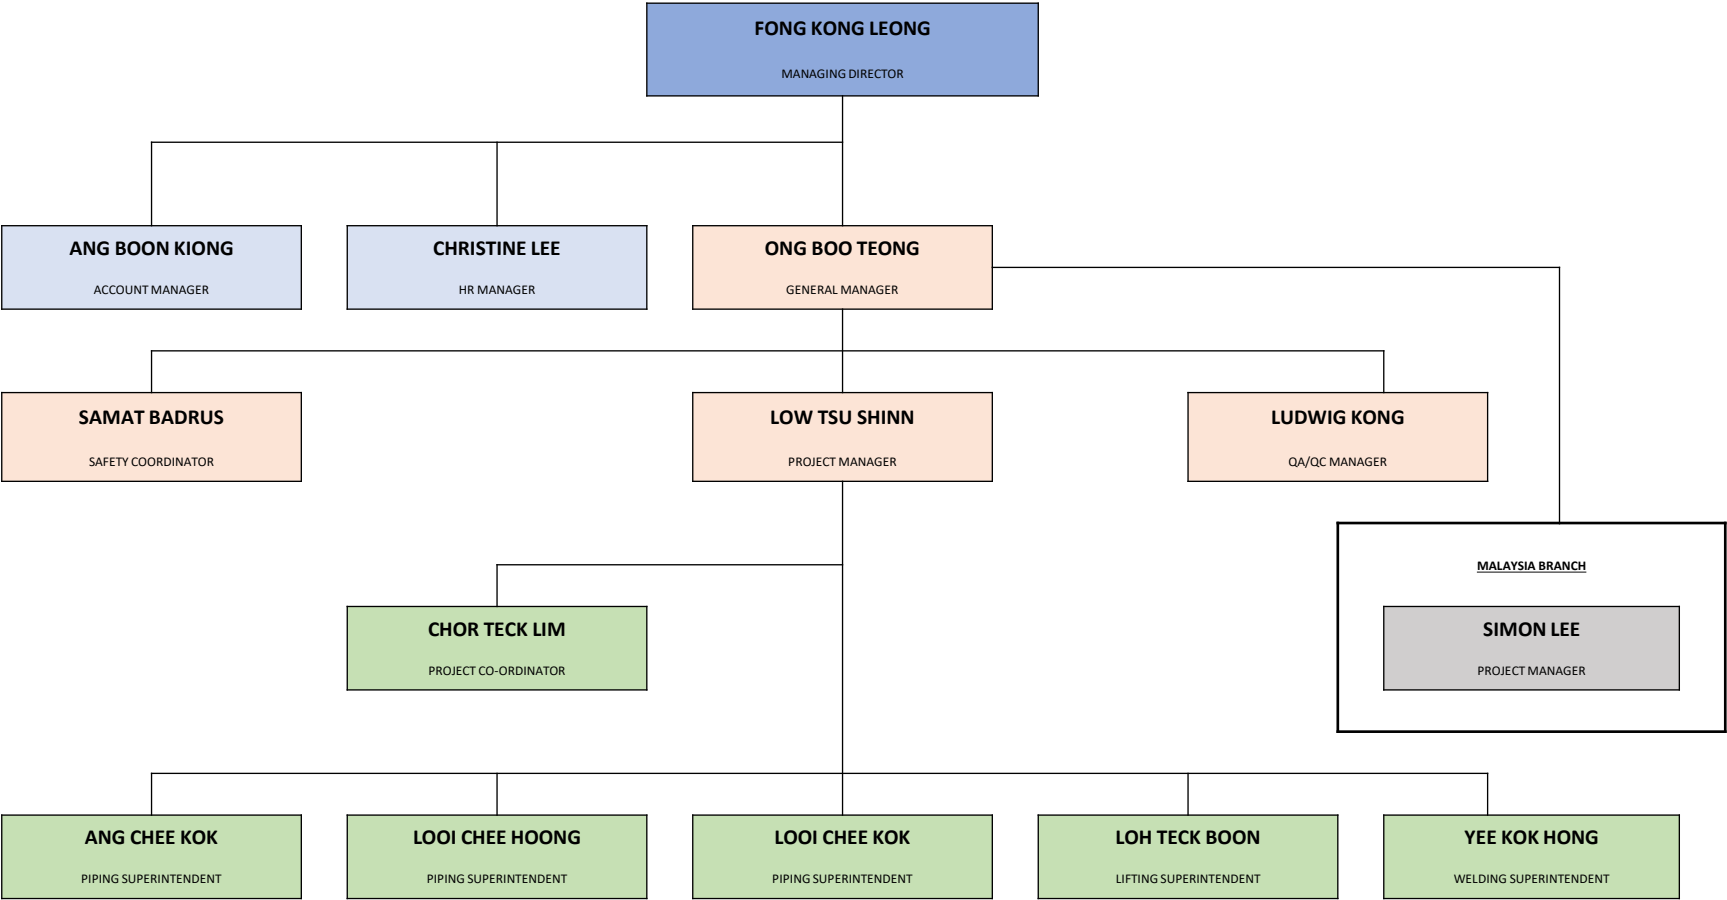 FONG KONG LEONG
MANAGING DIRECTOR
ANG BOON KIONG
ACCOUNT MANAGER
CHRISTINE LEE
HR MANAGER
ONG BOO TEONG
GENERAL MANAGER
SAMAT BADRUS
SAFETY COORDINATOR
LOW TSU SHINN
PROJECT MANAGER
LUDWIG KONG
QA/QC MANAGER
MALAYSIA BRANCH
SIMON LEE
PROJECT MANAGER
CHOR TECK LIM
PROJECT CO-ORDINATOR
ANG CHEE KOK
PIPING SUPERINTENDENT
LOOI CHEE HOONG
PIPING SUPERINTENDENT
LOOI CHEE KOK
PIPING SUPERINTENDENT
LOH TECK BOON
LIFTING SUPERINTENDENT
YEE KOK HONG
WELDING SUPERINTENDENT